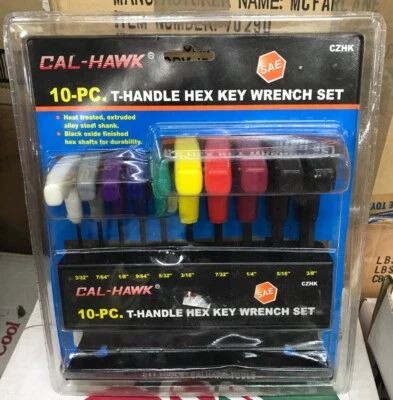 MANUFACTURER NAME: MCFARLANE
ITEM NUMBER: 70290
CZHK
CAL-HAWK®
SAE
10-PC. T-HANDLE HEX KEY WRENCH SET
• Heat treated, extruded
alloy steel shank.
• Black oxide finished
hex shafts for durability.
3/32" 7/64" 1/8" 9/64" 5/32" 3/16" 7/32" 1/4" 5/16" 3/8"
CAL-HAWK®
SAE
CZHK
10-PC. T-HANDLE HEX KEY WRENCH SET
LBS